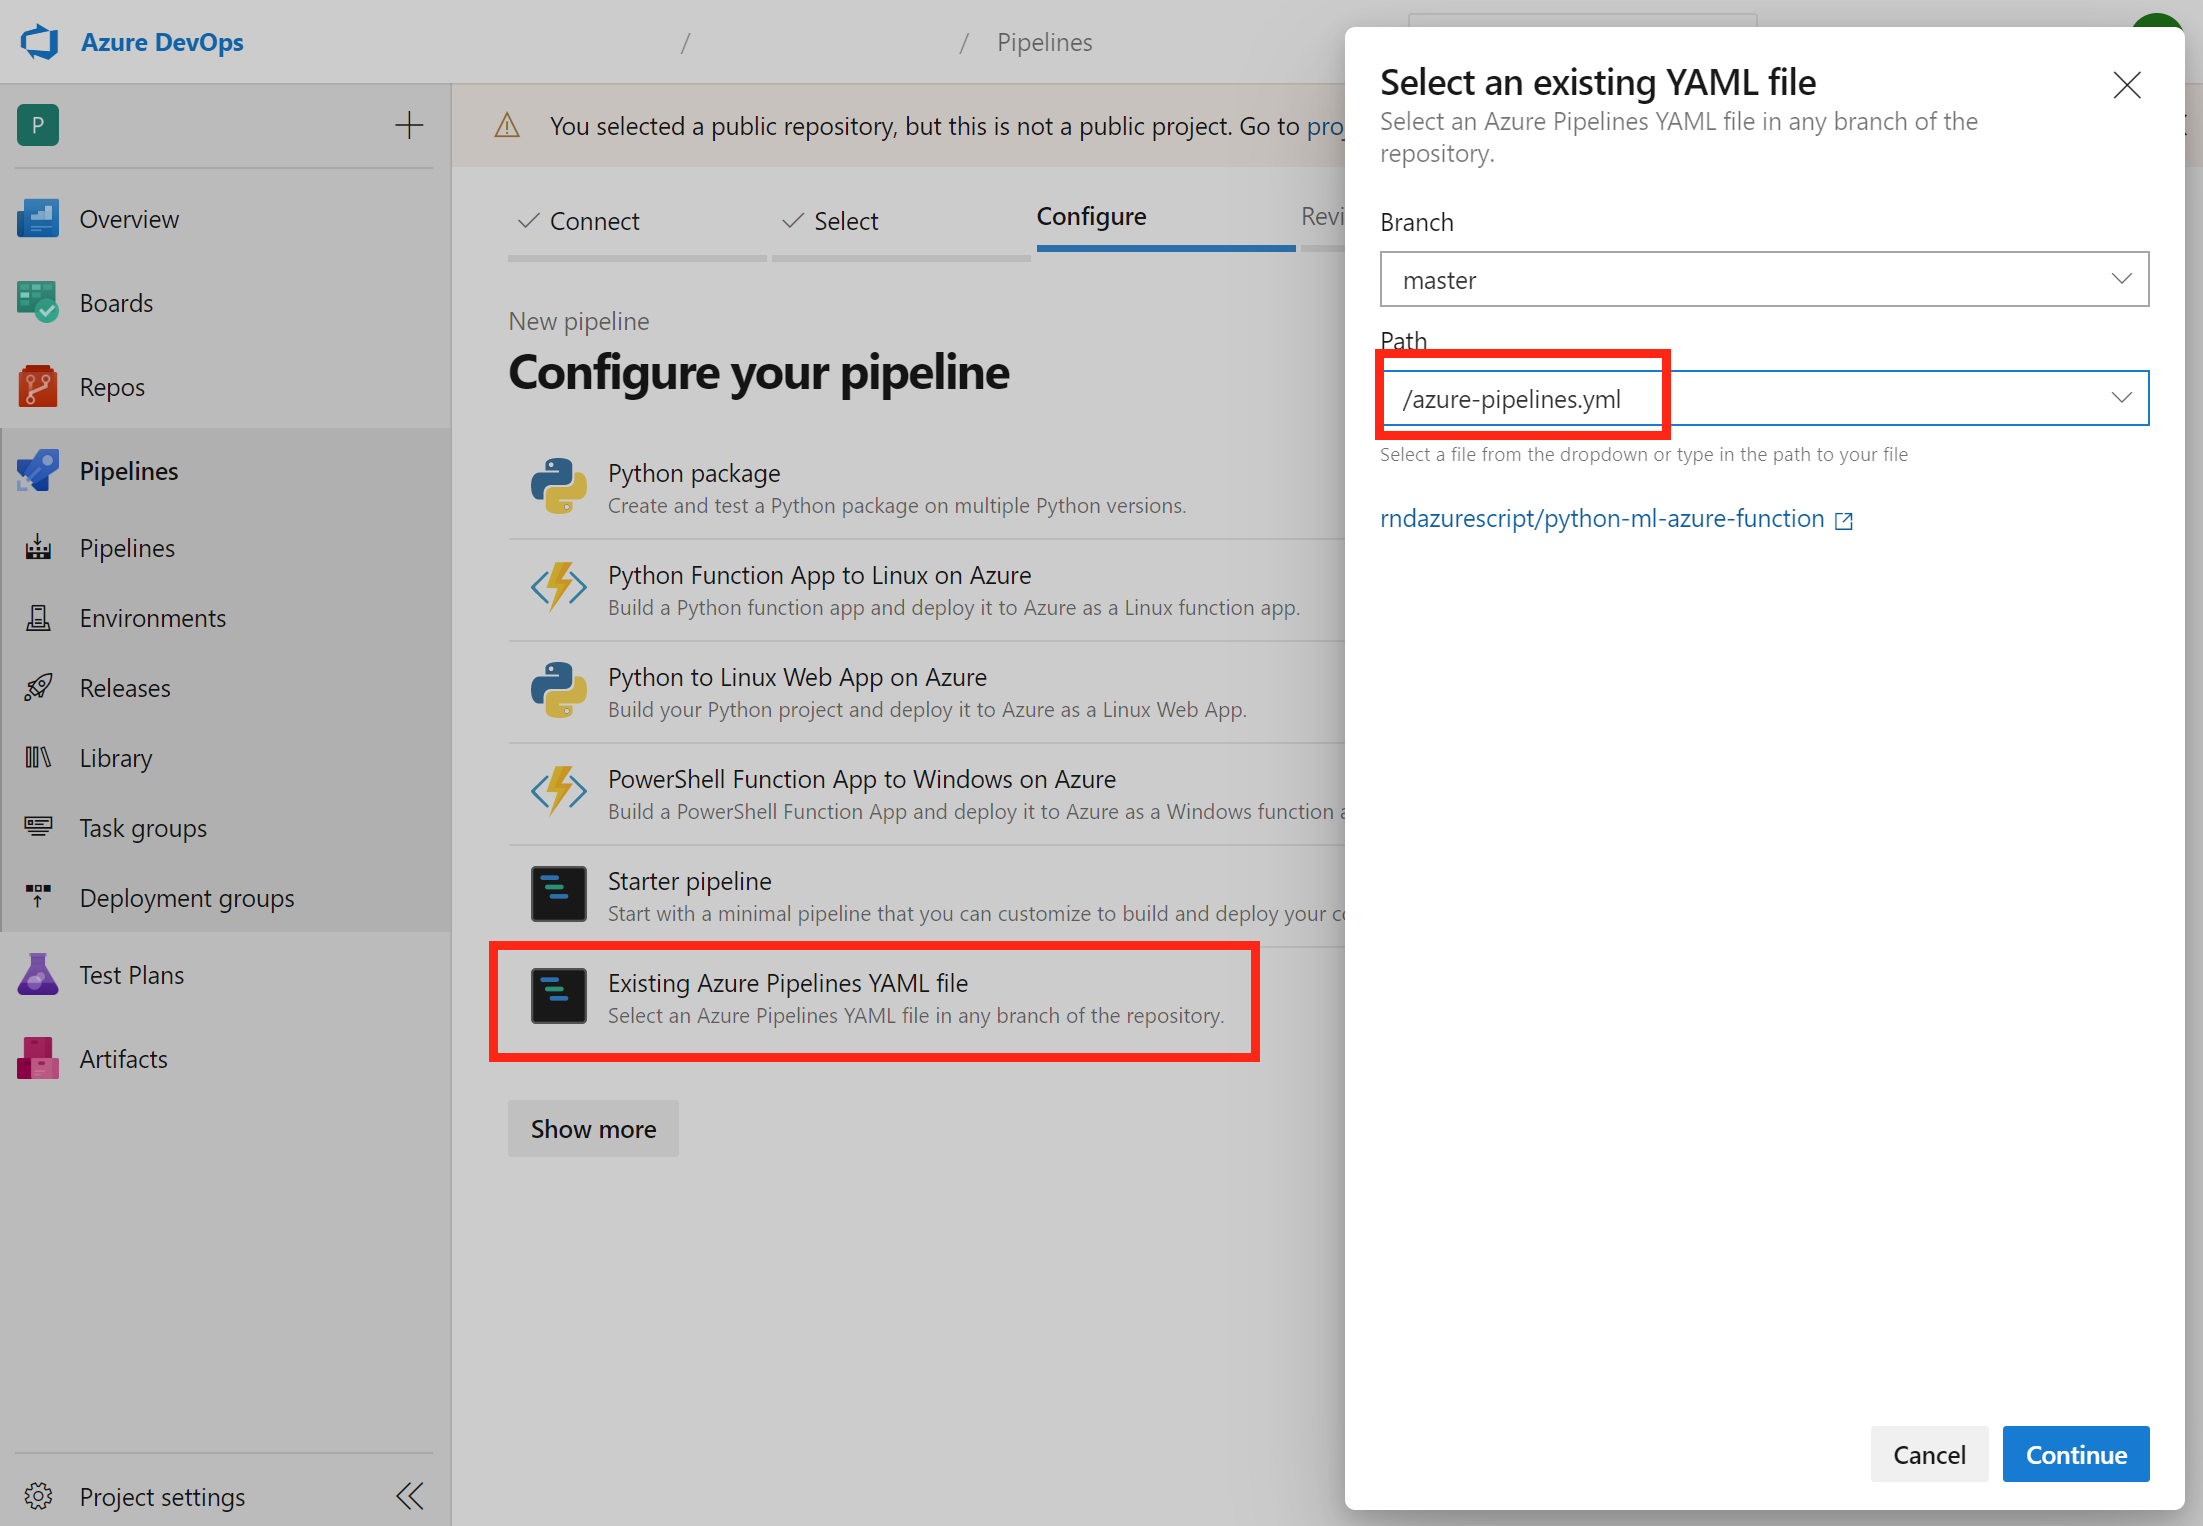 Azure DevOps
/
/ Pipelines
P
Overview
Boards
Repos
Pipelines
Pipelines
Environments
Releases
Library
Task groups
Deployment groups
Test Plans
Artifacts
Project settings
You selected a public repository, but this is not a public project. Go to
Connect
Select
Configure
New pipeline
Configure your pipeline
Python package
Create and test a Python package on multiple Python versions.
Python Function App to Linux on Azure
Build a Python function app and deploy it to Azure as a Linux function app.
Python to Linux Web App on Azure
Build your Python project and deploy it to Azure as a Linux Web App.
PowerShell Function App to Windows on Azure
Build a PowerShell Function App and deploy it to Azure as a Windows function
Starter pipeline
Start with a minimal pipeline that you can customize to build and deploy your
Existing Azure Pipelines YAML file
Select an Azure Pipelines YAML file in any branch of the repository.
Show more
Select an existing YAML file
Select an Azure Pipelines YAML file in any branch of the
repository.
Branch
master
Path
/azure-pipelines.yml
Select a file from the dropdown or type in the path to your file
rndazurescript/python-ml-azure-function
Cancel
Continue